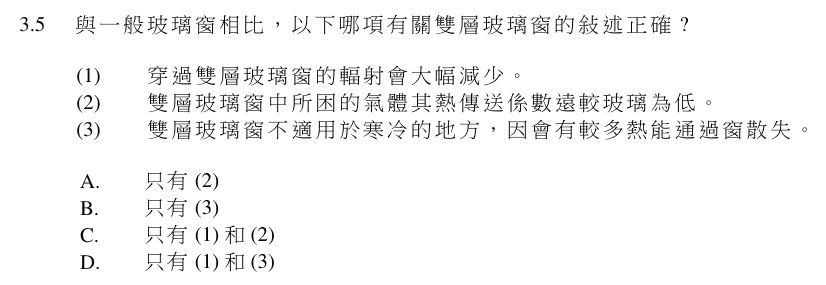 3.5 與一般玻璃窗相比，以下哪項有關雙層玻璃窗的敍述正確？
(1) 穿過雙層玻璃窗的輻射會大幅減少。
(2) 雙層玻璃窗中所困的氣體其熱傳送係數遠較玻璃為低。
(3) 雙層玻璃窗不適用於寒冷的地方，因會有較多熱能通過窗散失。
A. 只有 (2)
B. 只有 (3)
C. 只有 (1) 和 (2)
D. 只有 (1) 和 (3)